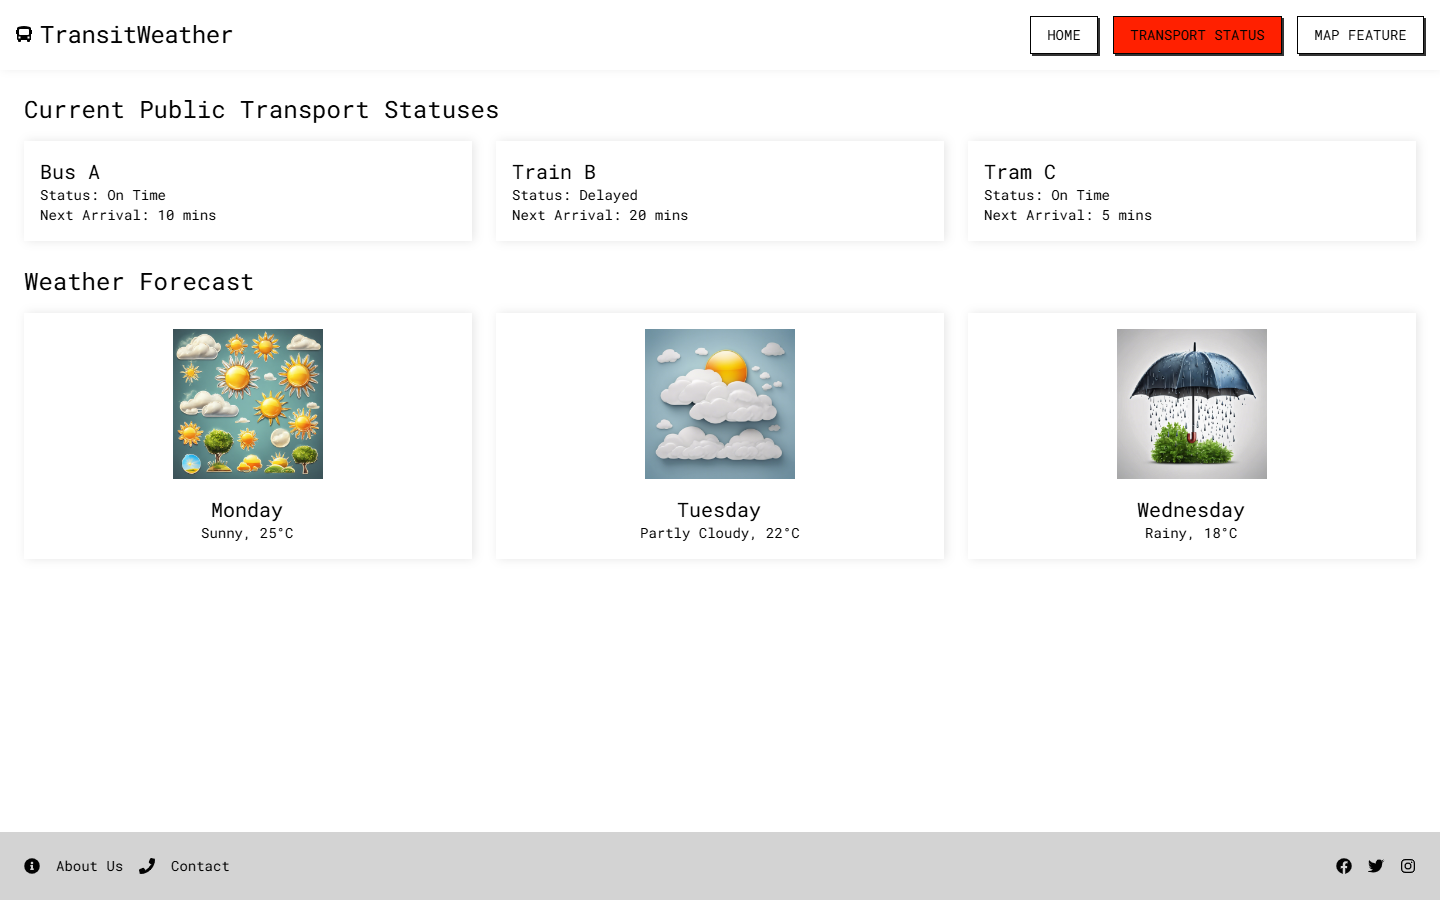 TransitWeather
HOME
TRANSPORT STATUS
MAP FEATURE
Current Public Transport Statuses
Bus A
Status: On Time
Next Arrival: 10 mins
Train B
Status: Delayed
Next Arrival: 20 mins
Tram C
Status: On Time
Next Arrival: 5 mins
Weather Forecast
Monday
Sunny, 25°C
Tuesday
Partly Cloudy, 22°C
Wednesday
Rainy, 18°C
About Us
Contact